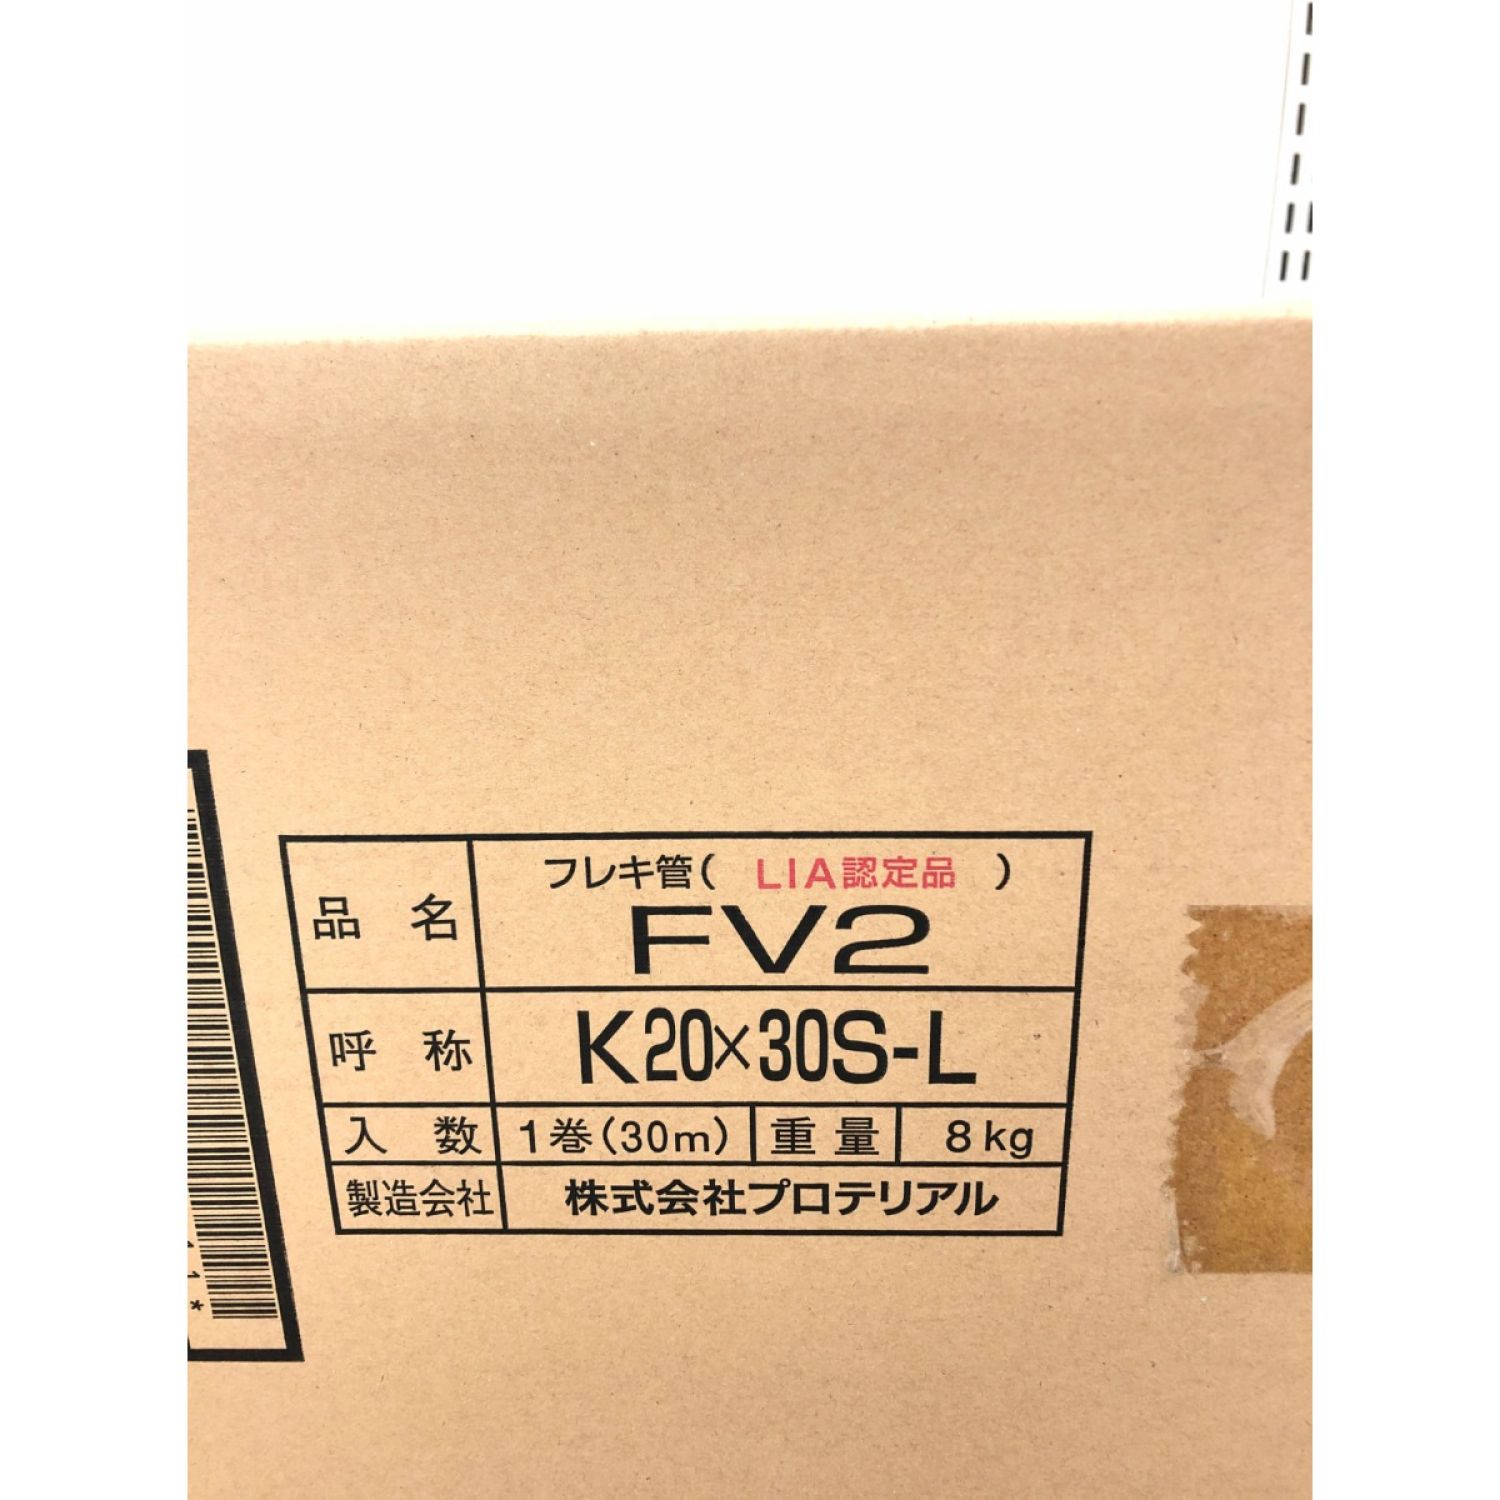 フレキ管( LIA認定品 )
品 名 FV2
呼 称 K20×30S-L
入 数 1巻(30m) 重量 8kg
製造会社 株式会社プロテリアル